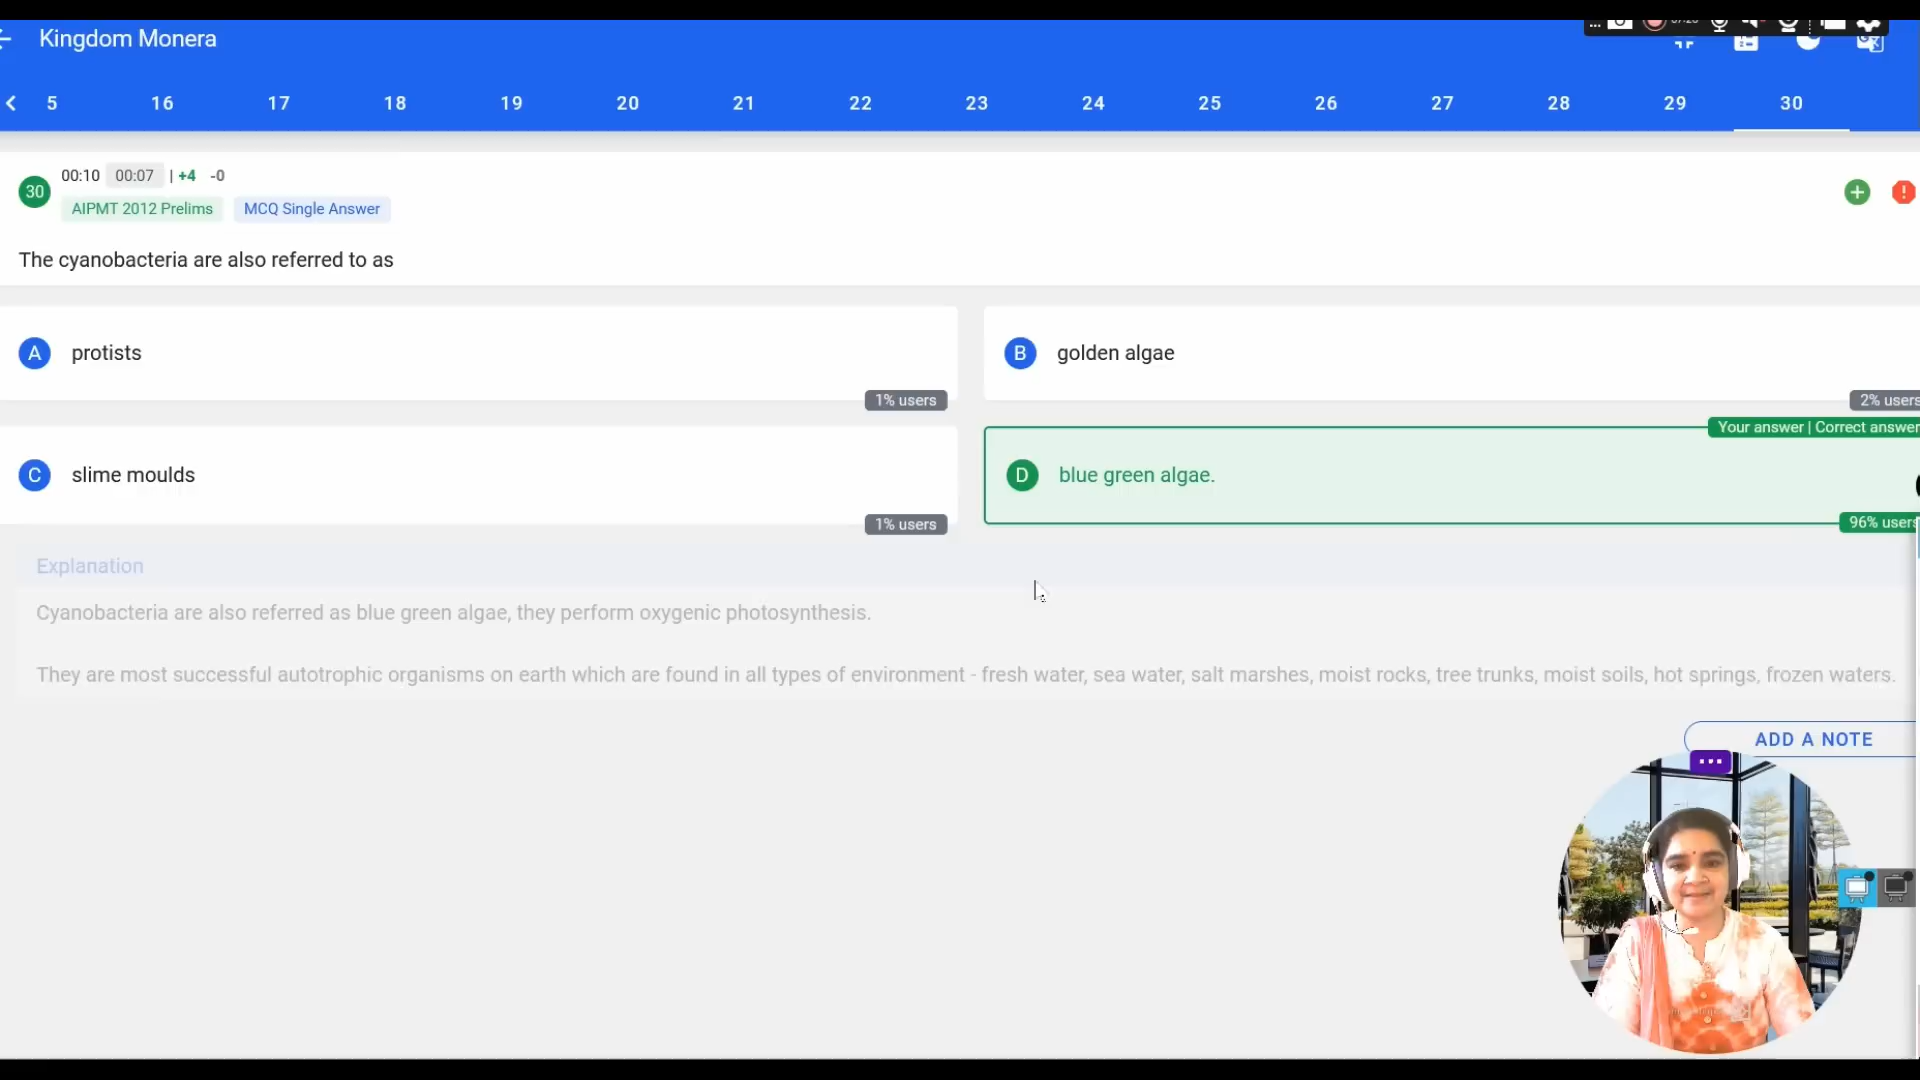 Kingdom Monera
5 16 17 18 19 20 21 22 23 24 25 26 27 28 29 30
30 00:10 00:07 | +4 -0
AIPMT 2012 Prelims MCQ Single Answer
The cyanobacteria are also referred to as
A protists
1% users
B golden algae
2% users
C slime moulds
1% users
Your answer | Correct answer
D blue green algae.
96% users
Explanation
Cyanobacteria are also referred as blue green algae, they perform oxygenic photosynthesis.
They are most successful autotrophic organisms on earth which are found in all types of environment - fresh water, sea water, salt marshes, moist rocks, tree trunks, moist soils, hot springs, frozen waters.
ADD A NOTE